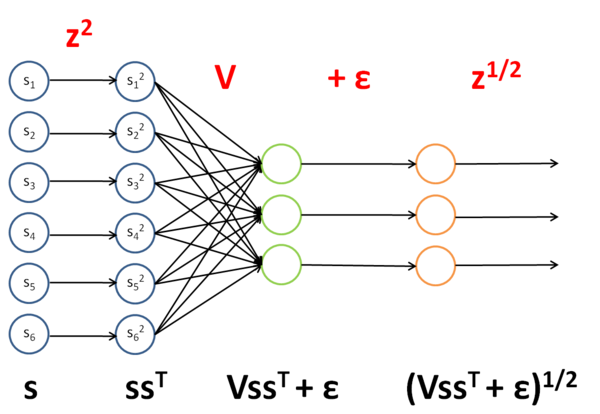 z²
V
+ ε
z¹/²
s₁
s₁²
s₂
s₂²
s₃
s₃²
s₄
s₄²
s₅
s₅²
s₆
s₆²
s
ssᵀ
Vssᵀ + ε
(Vssᵀ + ε)¹/²